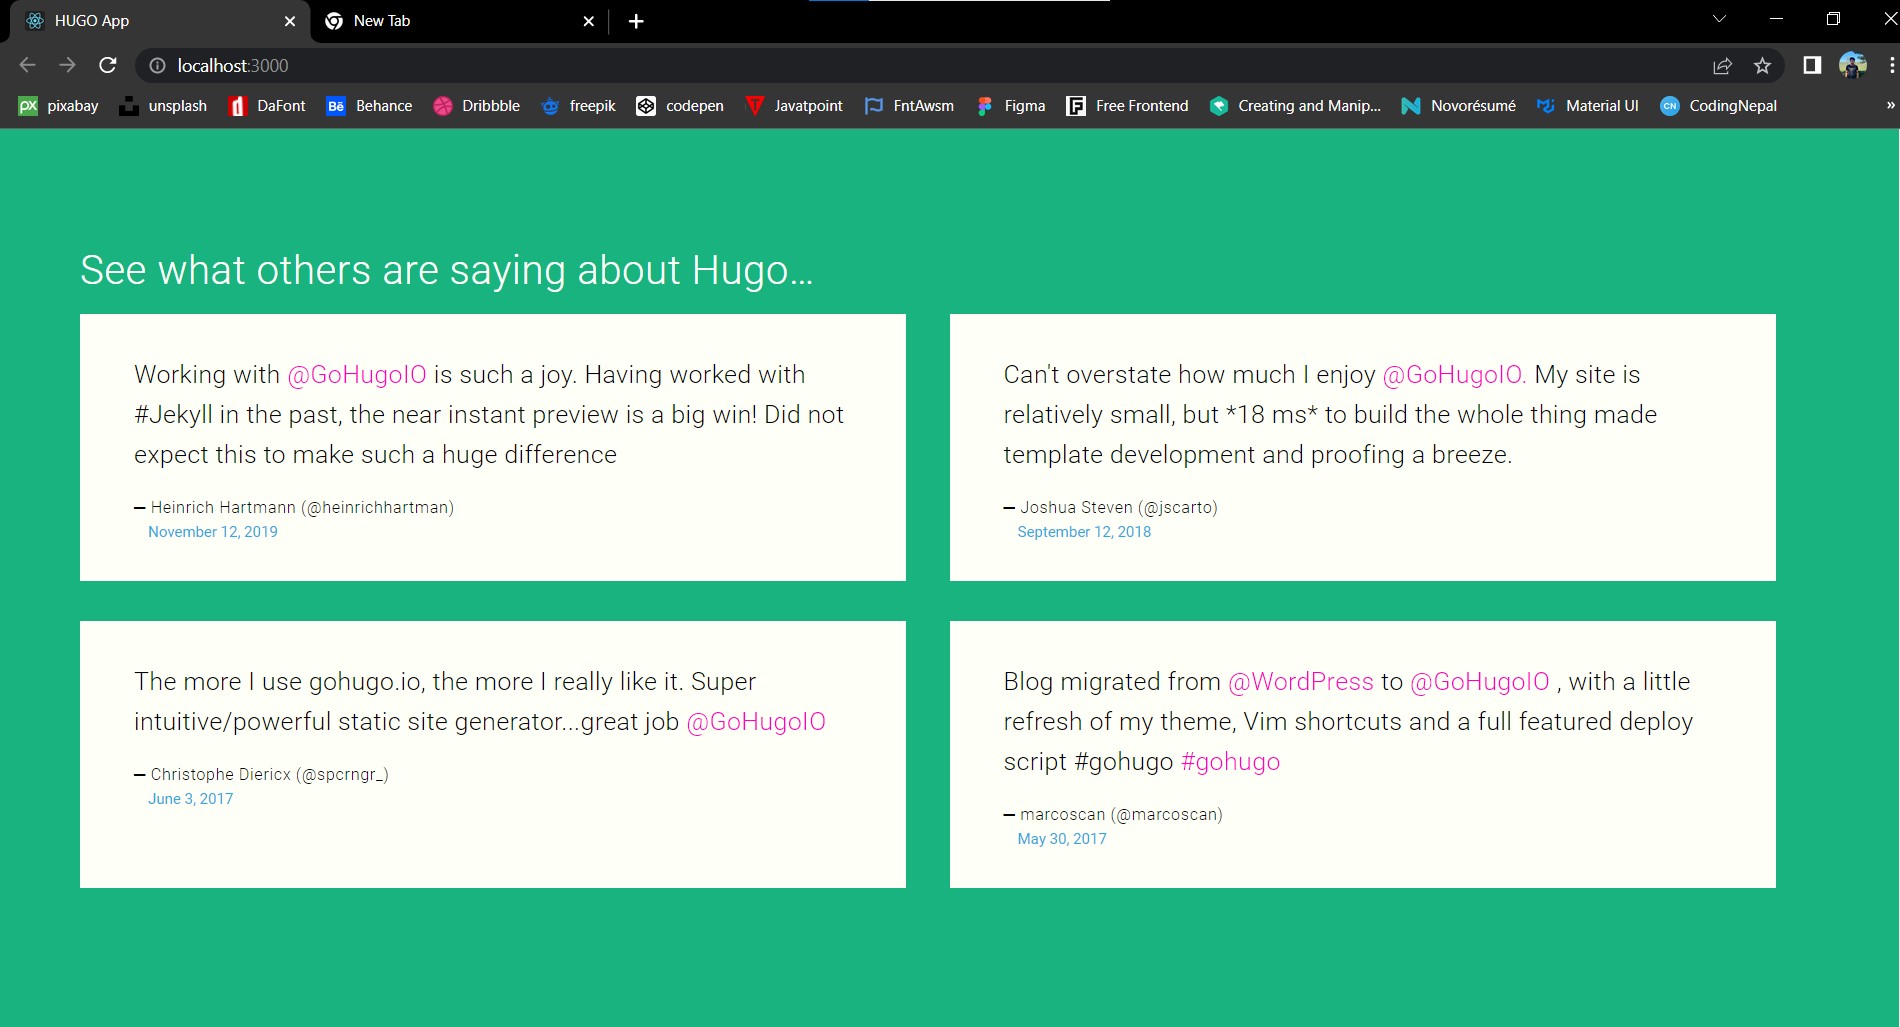 HUGO App
New Tab
localhost:3000
px pixabay unsplash d DaFont Bē Behance Dribbble freepik codepen T Javatpoint FntAwsm Figma F Free Frontend Creating and Manip... Novorésumé Material UI CN CodingNepal »
See what others are saying about Hugo...
Working with @GoHugoIO is such a joy. Having worked with
#Jekyll in the past, the near instant preview is a big win! Did not
expect this to make such a huge difference
— Heinrich Hartmann (@heinrichhartman)
November 12, 2019
Can't overstate how much I enjoy @GoHugoIO. My site is
relatively small, but *18 ms* to build the whole thing made
template development and proofing a breeze.
— Joshua Steven (@jscarto)
September 12, 2018
The more I use gohugo.io, the more I really like it. Super
intuitive/powerful static site generator...great job @GoHugoIO
— Christophe Diericx (@spcrngr_)
June 3, 2017
Blog migrated from @WordPress to @GoHugoIO , with a little
refresh of my theme, Vim shortcuts and a full featured deploy
script #gohugo #gohugo
— marcoscan (@marcoscan)
May 30, 2017